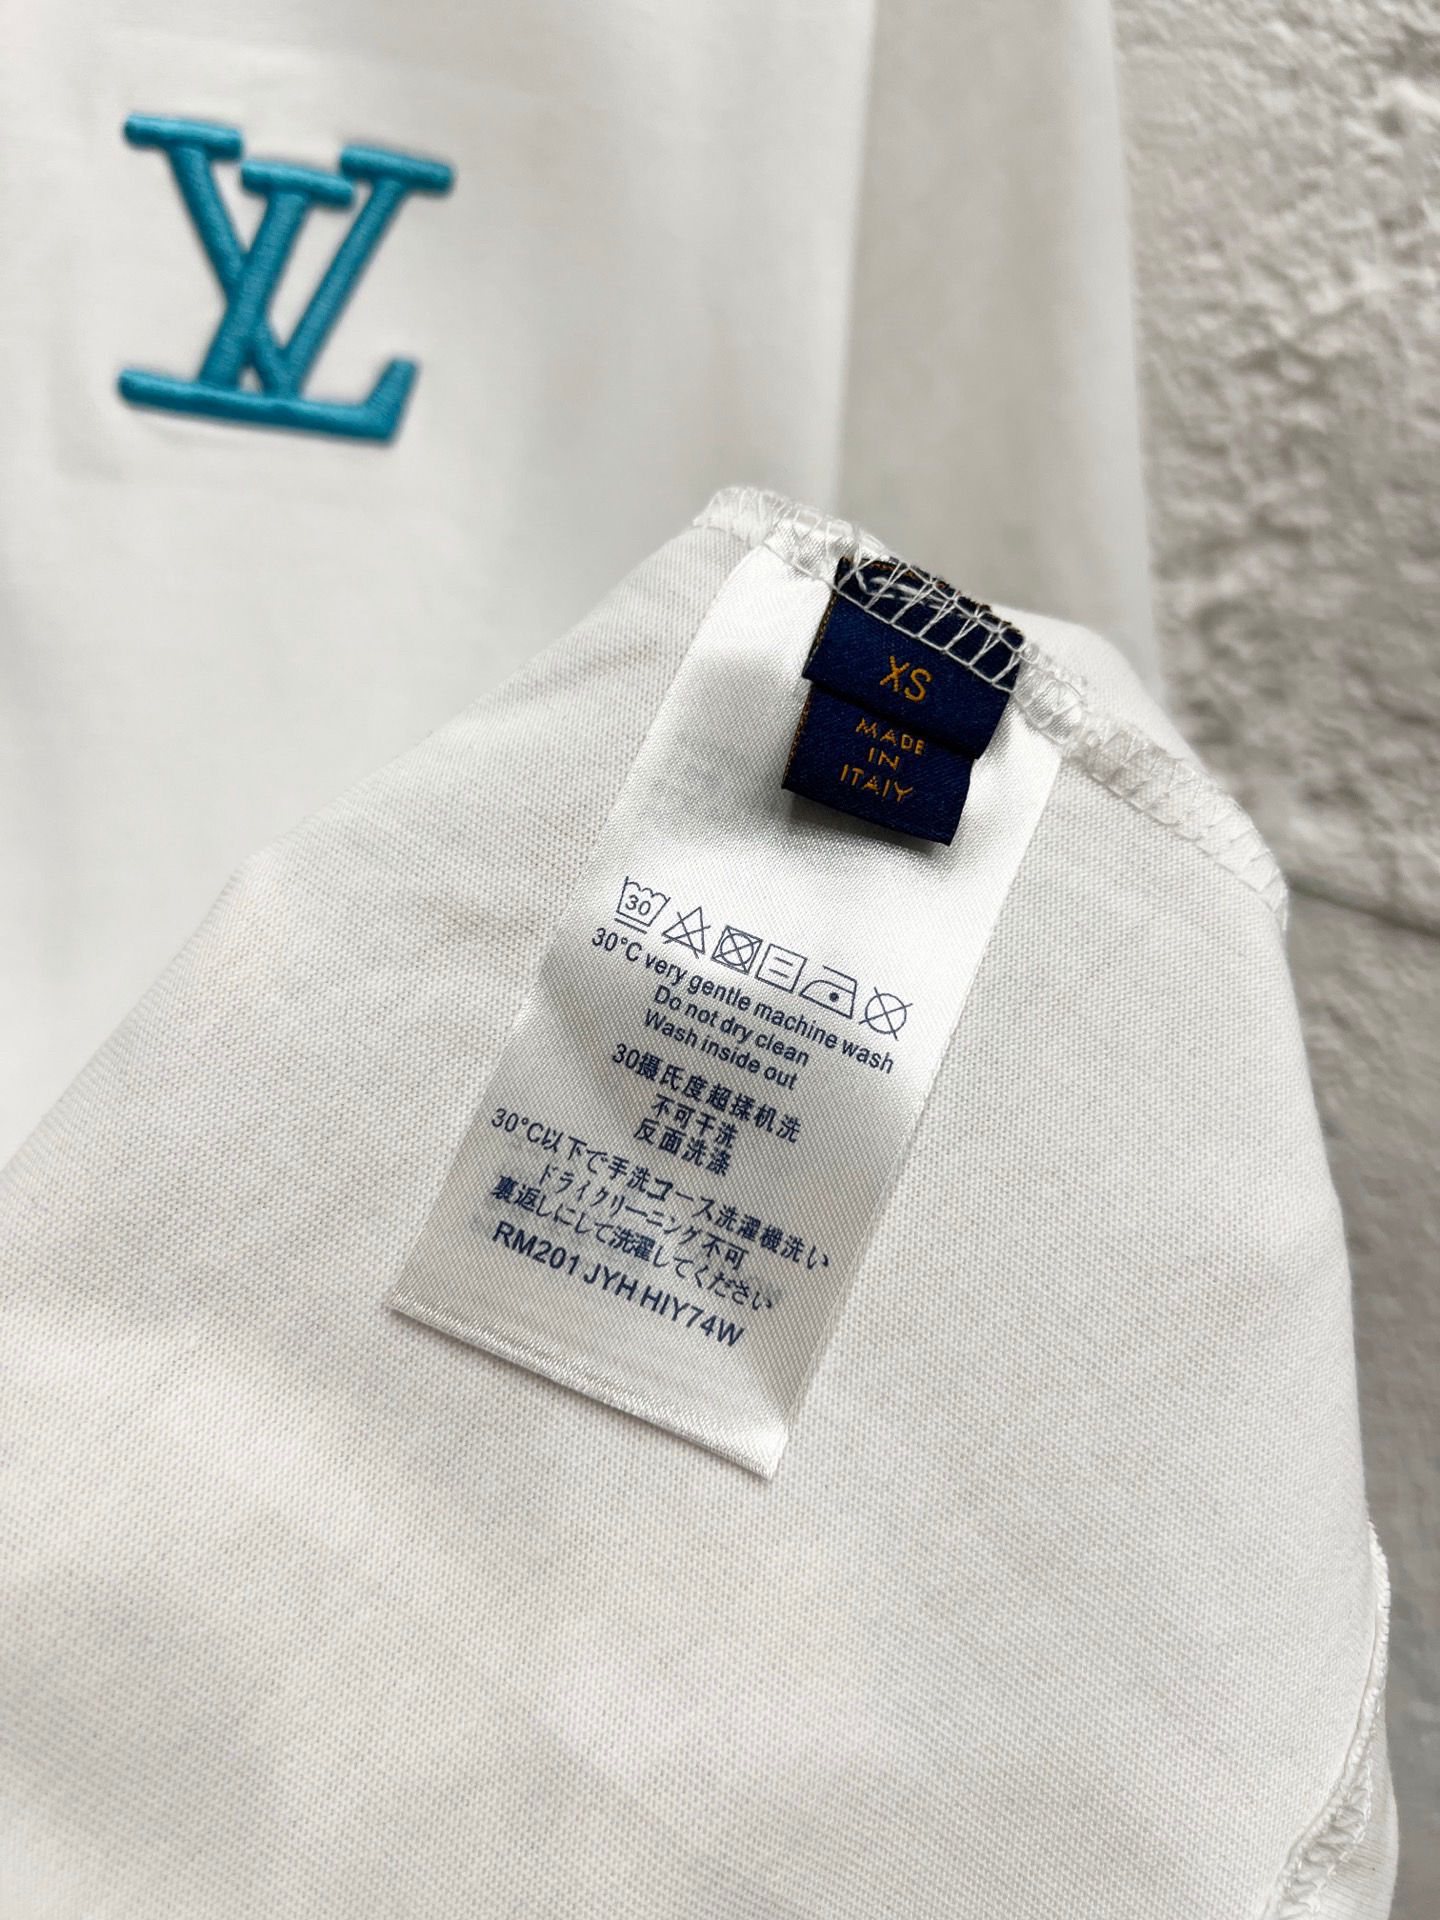 LV
XS
MADE
IN
ITAIY
30
30°C very gentle machine wash
Do not dry clean
Wash inside out
30摄氏度超揉机洗
不可干洗
反面洗涤
30°C以下で手洗コース洗濯機洗い
ドライクリーニング不可
裏返しにして洗濯してください
RM201 JYH HIY74W